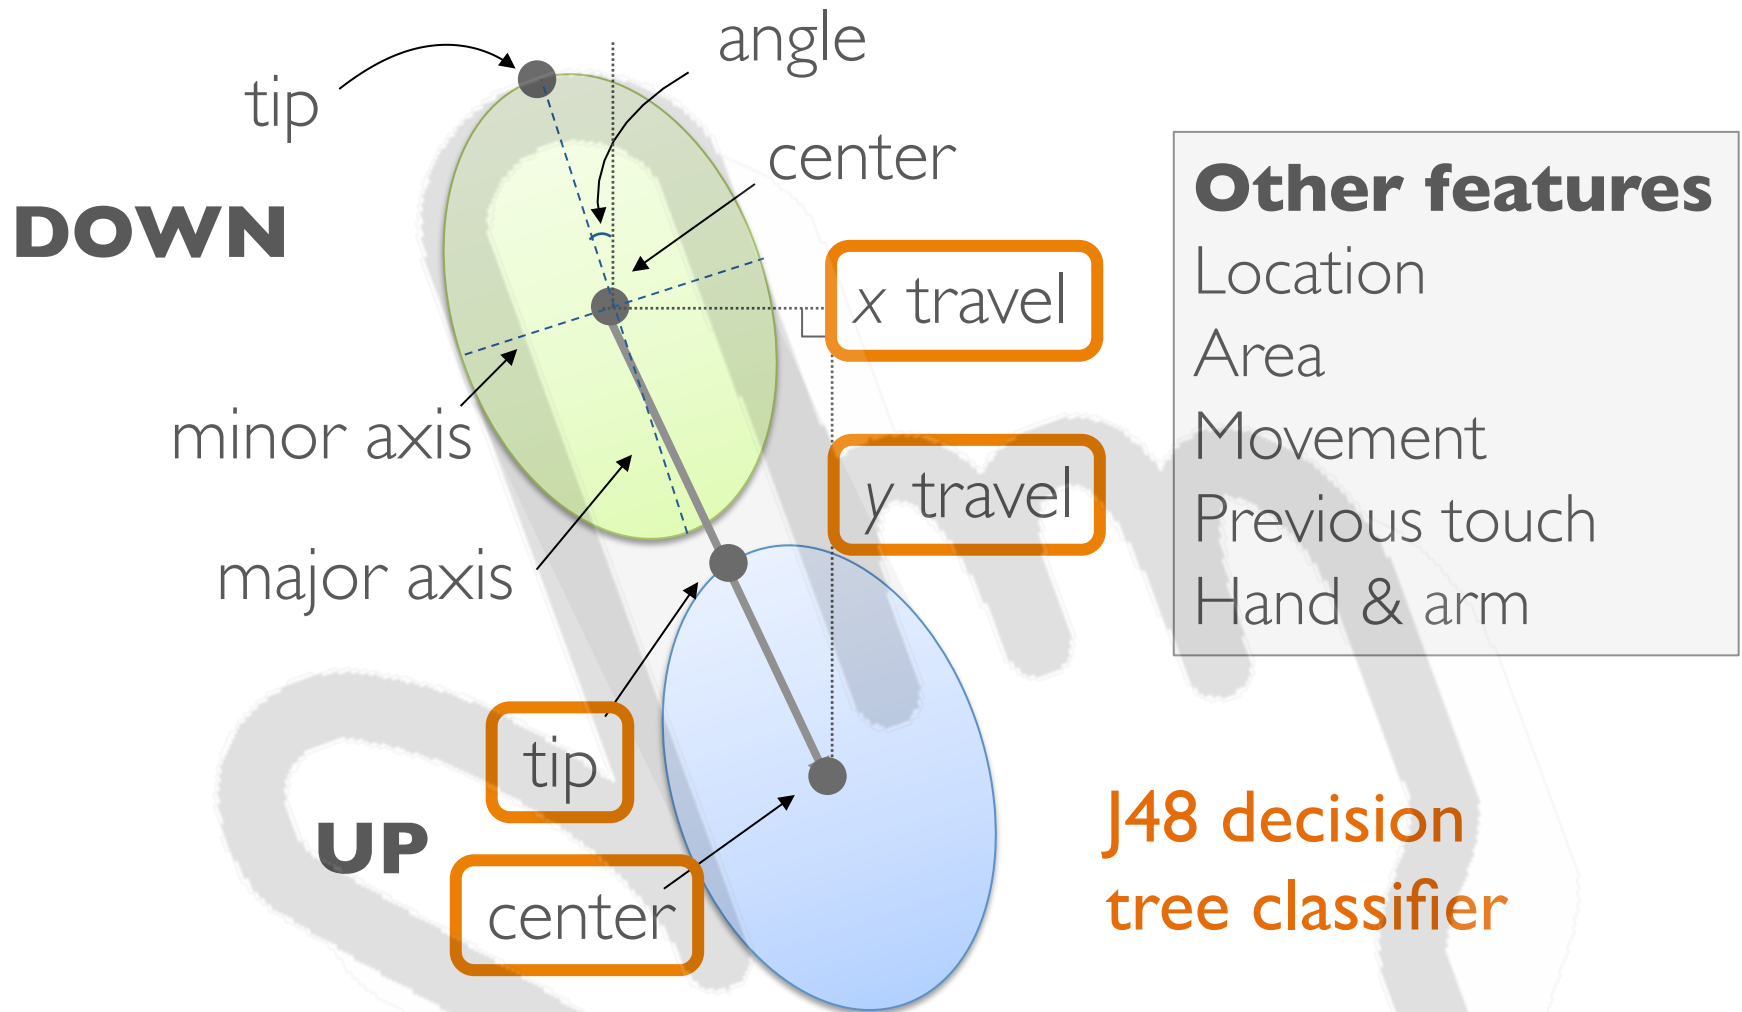 angle
tip
center
DOWN
x travel
minor axis
y travel
major axis
tip
UP
center
Other features
Location
Area
Movement
Previous touch
Hand & arm
J48 decision
tree classifier